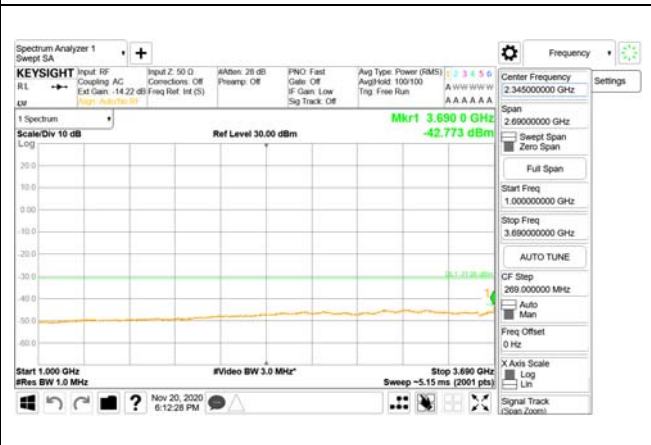 Spectrum Analyzer 1
Swept SA
+
Frequency
KEYSIGHT
Input: RF
Coupling: AC
Ext Gain: -14.22 dB
Align: Auto/No RF
Input Z: 50 Ω
Corrections: Off
Freq Ref: Int (S)
#Atten: 28 dB
Preamp: Off
PNO: Fast
Gate: Off
IF Gain: Low
Sig Track: Off
Avg Type: Power (RMS)
Avg|Hold: 100/100
Trig: Free Run
1 2 3 4 5 6
A W W W W W
A A A A A A
RL
1 Spectrum
Scale/Div 10 dB
Ref Level 30.00 dBm
Mkr1 3.690 0 GHz
-42.773 dBm
Log
20.0
10.0
0.00
-10.0
-20.0
-30.0
-40.0
-50.0
-60.0
1
Start 1.000 GHz
#Video BW 3.0 MHz*
Stop 3.690 GHz
#Res BW 1.0 MHz
Sweep ~5.15 ms (2001 pts)
Nov 20, 2020
6:12:28 PM
?
Center Frequency
2.345000000 GHz
Settings
Span
2.69000000 GHz
Swept Span
Zero Span
Full Span
Start Freq
1.000000000 GHz
Stop Freq
3.690000000 GHz
AUTO TUNE
CF Step
269.000000 MHz
Auto
Man
Freq Offset
0 Hz
X Axis Scale
Log
Lin
Signal Track
(Span Zoom)